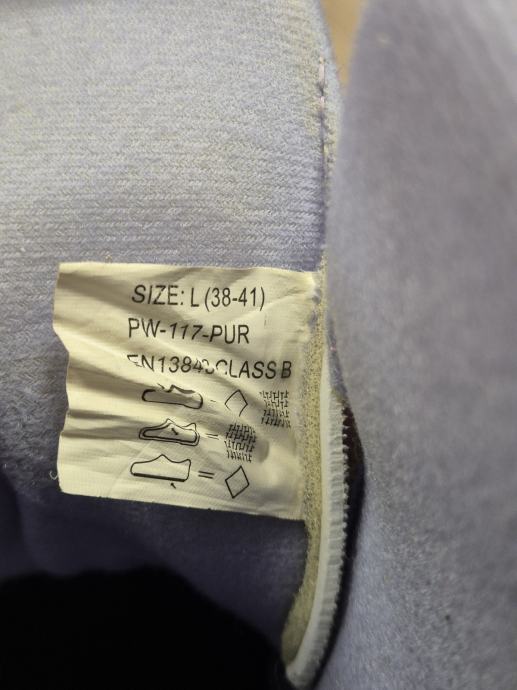 SIZE: L (38-41)
PW-117-PUR
CLASS B